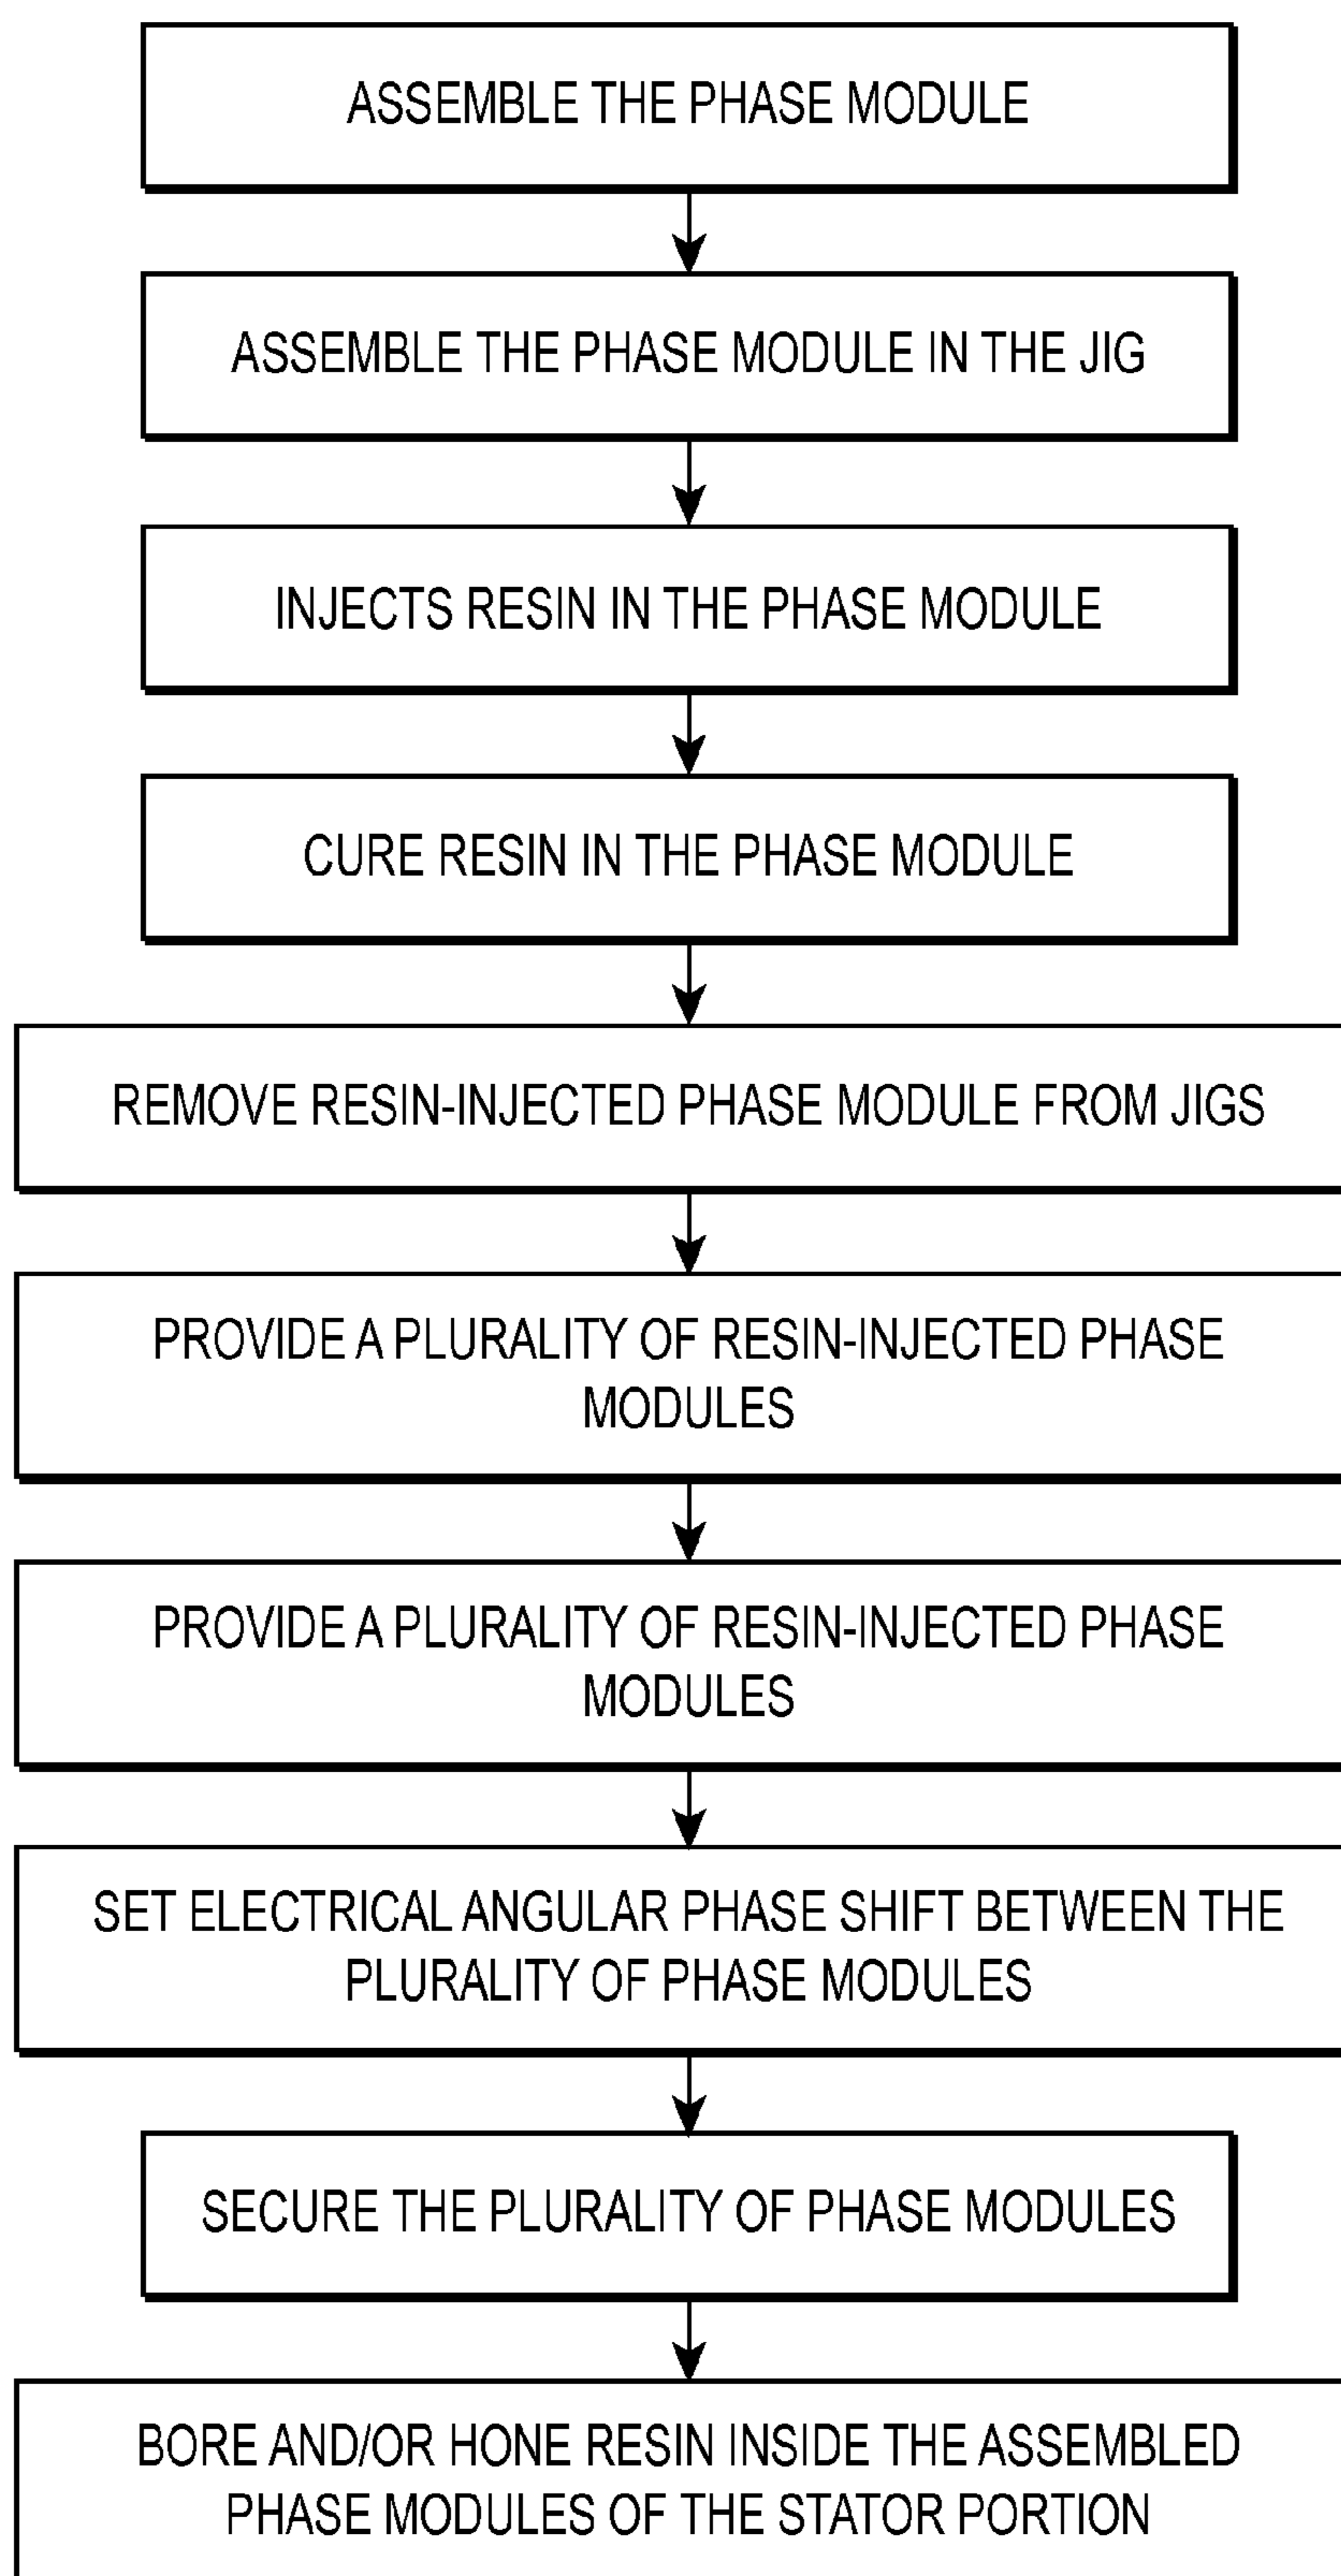 ASSEMBLE THE PHASE MODULE
ASSEMBLE THE PHASE MODULE IN THE JIG
INJECTS RESIN IN THE PHASE MODULE
CURE RESIN IN THE PHASE MODULE
REMOVE RESIN-INJECTED PHASE MODULE FROM JIGS
PROVIDE A PLURALITY OF RESIN-INJECTED PHASE
MODULES
PROVIDE A PLURALITY OF RESIN-INJECTED PHASE
MODULES
SET ELECTRICAL ANGULAR PHASE SHIFT BETWEEN THE
PLURALITY OF PHASE MODULES
SECURE THE PLURALITY OF PHASE MODULES
BORE AND/OR HONE RESIN INSIDE THE ASSEMBLED
PHASE MODULES OF THE STATOR PORTION